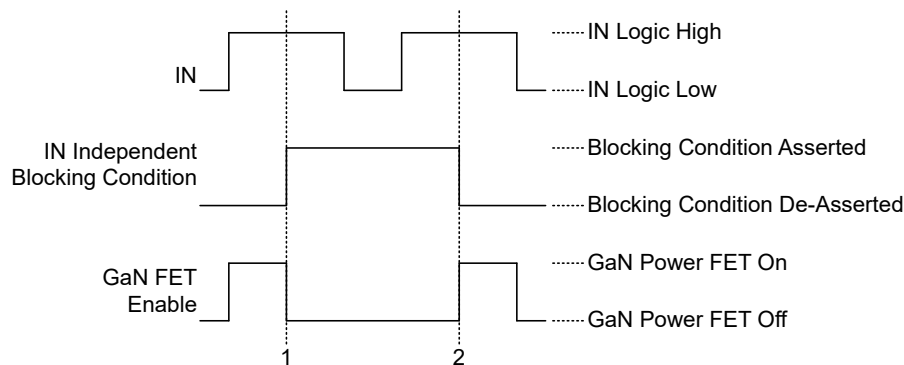 IN
IN Logic High
IN Logic Low
IN Independent
Blocking Condition
Blocking Condition Asserted
Blocking Condition De-Asserted
GaN FET
Enable
GaN Power FET On
GaN Power FET Off
1
2